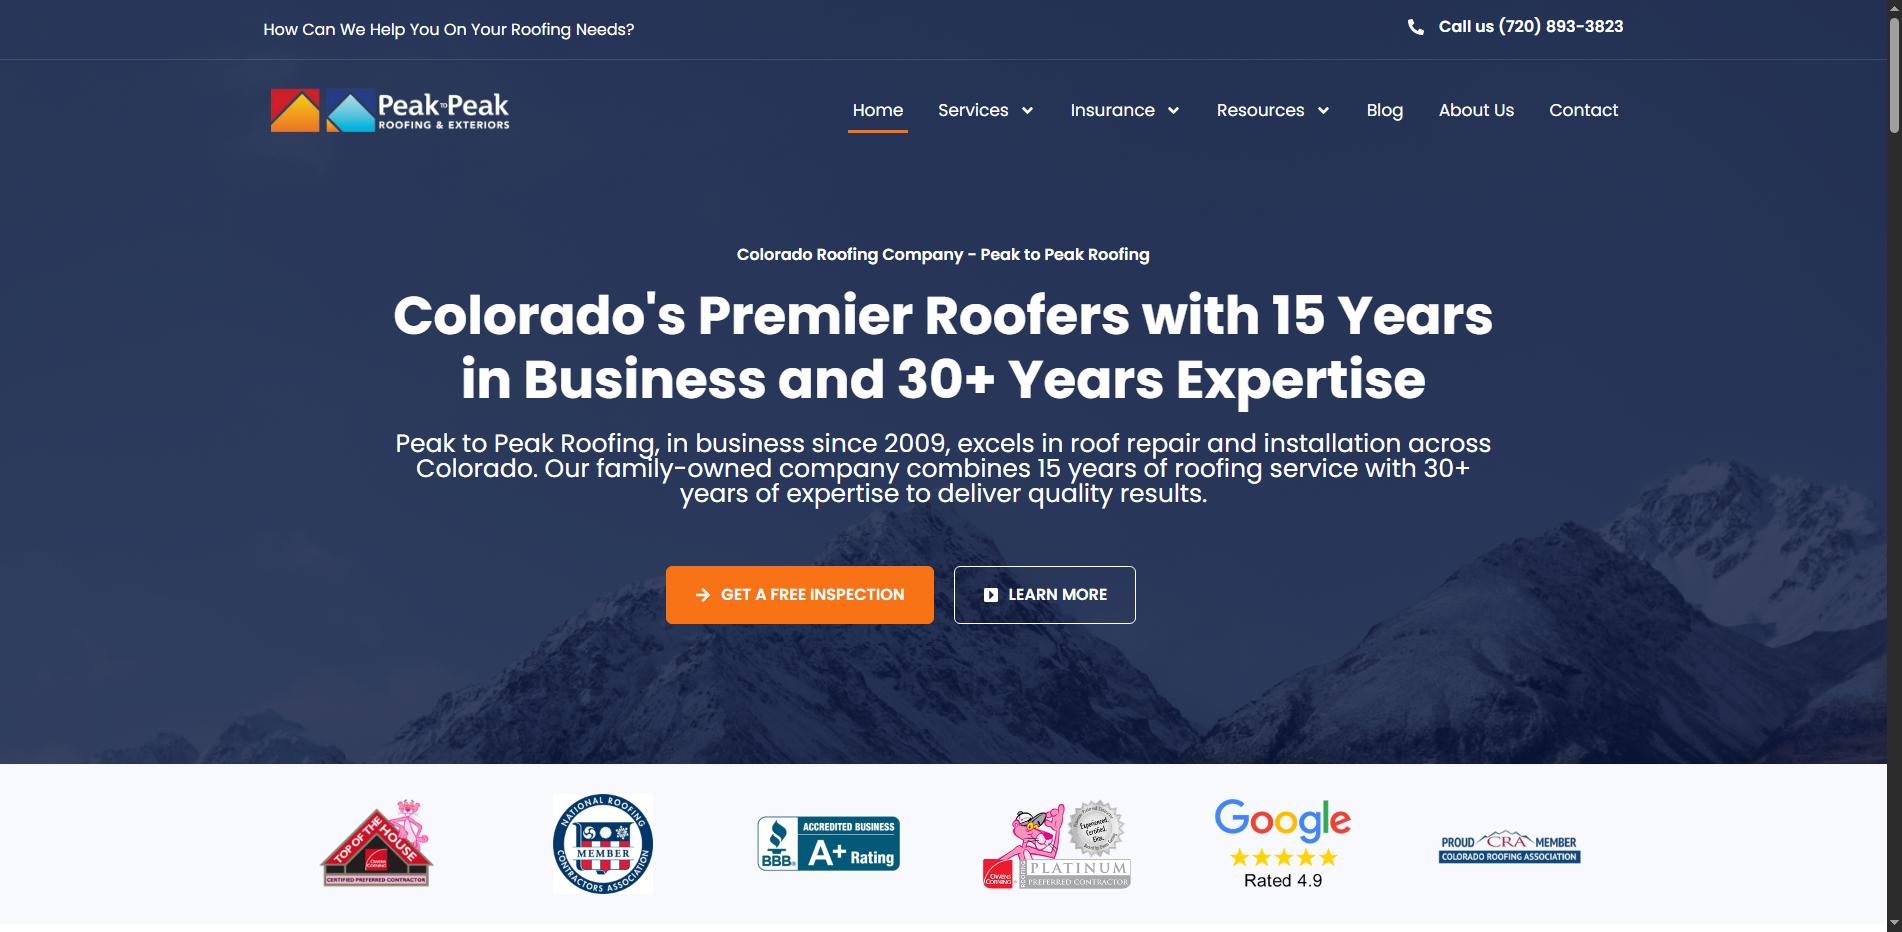 How Can We Help You On Your Roofing Needs?
Call us (720) 893-3823
Peak TO Peak
ROOFING & EXTERIORS
Home
Services
Insurance
Resources
Blog
About Us
Contact
Colorado Roofing Company - Peak to Peak Roofing
Colorado's Premier Roofers with 15 Years
in Business and 30+ Years Expertise
Peak to Peak Roofing, in business since 2009, excels in roof repair and installation across
Colorado. Our family-owned company combines 15 years of roofing service with 30+
years of expertise to deliver quality results.
GET A FREE INSPECTION
LEARN MORE
TOP OF THE HOUSE
OWENS CORNING
CERTIFIED PREFERRED CONTRACTOR
NATIONAL ROOFING
MEMBER
CONTRACTORS ASSOCIATION
BBB
ACCREDITED BUSINESS
A+ Rating
Experienced.
Certified.
Elite.
OWENS CORNING
ROOFING
PLATINUM
PREFERRED CONTRACTOR
Google
Rated 4.9
PROUD CRA MEMBER
COLORADO ROOFING ASSOCIATION